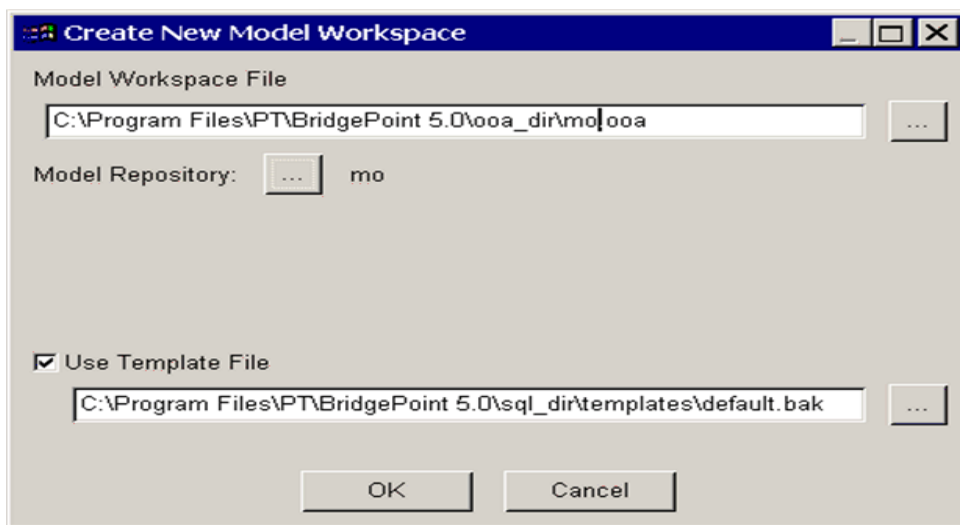 Create New Model Workspace
Model Workspace File
C:\Program Files\PT\BridgePoint 5.0\ooa_dir\mo.ooa
...
Model Repository: ... mo
Use Template File
C:\Program Files\PT\BridgePoint 5.0\sql_dir\templates\default.bak
...
OK Cancel